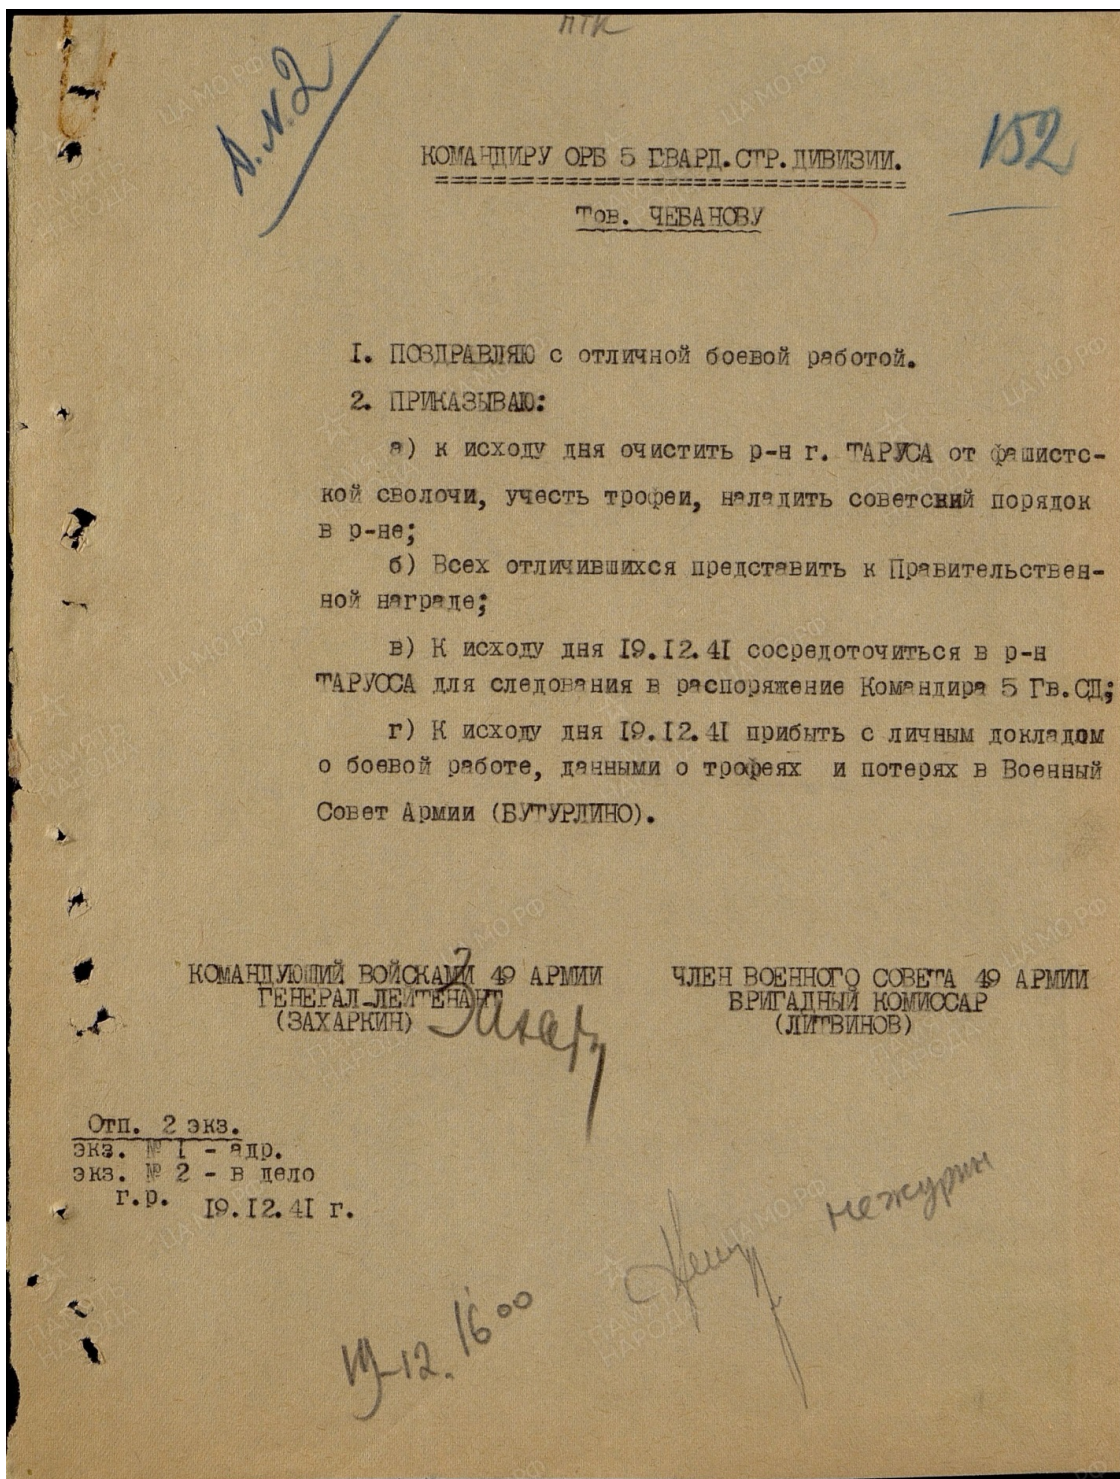 ПТК
Д.N.2
152
КОМАНДИРУ ОРБ 5 ГВАРД.СТР.ДИВИЗИИ.
Тов. ЧЕБАНОВУ
I. ПОЗДРАВЛЯЮ с отличной боевой работой.
2. ПРИКАЗЫВАЮ:
а) к исходу дня очистить р-н г. ТАРУСА от фашистс-
кой сволочи, учесть трофеи, наладить советский порядок
в р-не;
б) Всех отличившихся представить к Правительствен-
ной награде;
в) К исходу дня I9.I2.4I сосредоточиться в р-н
ТАРУССА для следования в распоряжение Командира 5 Гв.СД;
г) К исходу дня I9.I2.4I прибыть с личным докладом
о боевой работе, данными о трофеях и потерях в Военный
Совет Армии (БУТУРЛИНО).
КОМАНДУЮЩИЙ ВОЙСКАМИ 49 АРМИИ
ГЕНЕРАЛ-ЛЕЙТЕНАНТ
(ЗАХАРКИН)
ЧЛЕН ВОЕННОГО СОВЕТА 49 АРМИИ
БРИГАДНЫЙ КОМИССАР
(ЛИТВИНОВ)
Отп. 2 экз.
экз. № I - адр.
экз. № 2 - в дело
г.р.
I9.I2.4I г.
19-12. 16 00